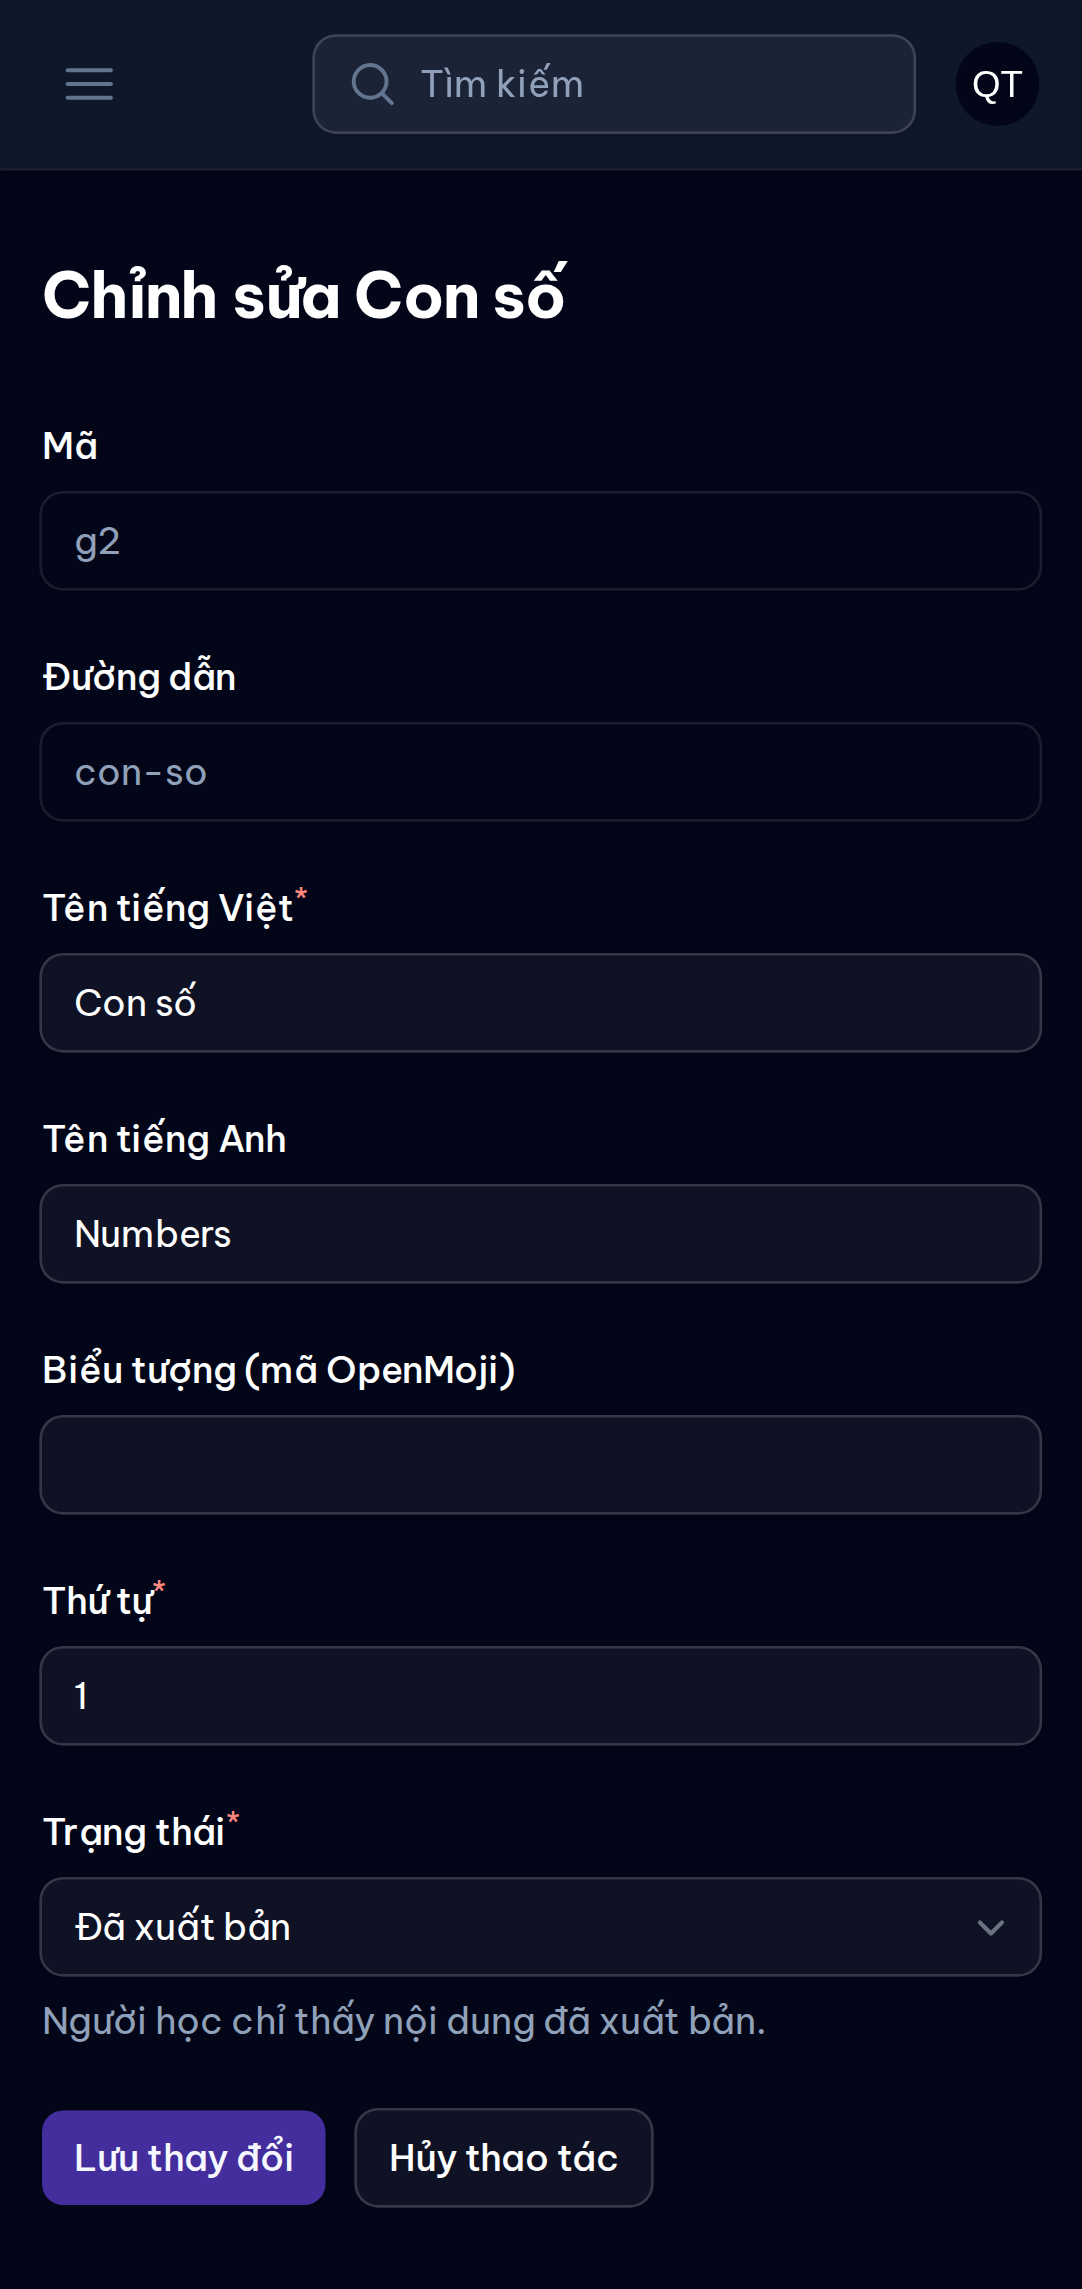 Tìm kiếm
QT
Chỉnh sửa Con số
Mã
g2
Đường dẫn
con-so
Tên tiếng Việt*
Con số
Tên tiếng Anh
Numbers
Biểu tượng (mã OpenMoji)
Thứ tự*
1
Trạng thái*
Đã xuất bản
Người học chỉ thấy nội dung đã xuất bản.
Lưu thay đổi
Hủy thao tác